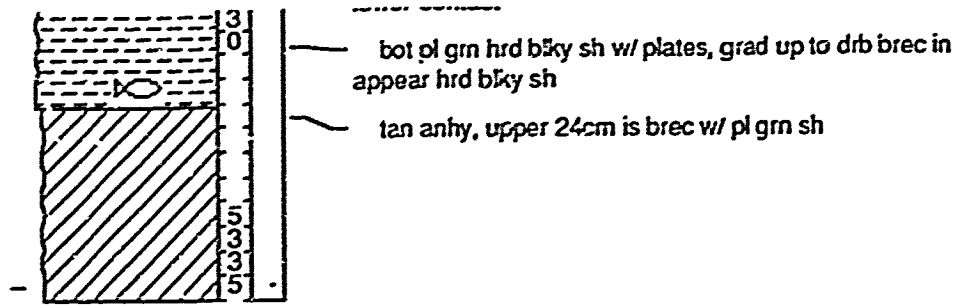 3
0
bot pl grn hrd blky sh w/ plates, grad up to drb brec in
appear hrd blky sh
tan anhy, upper 24cm is brec w/ pl grn sh
5
3
3
5